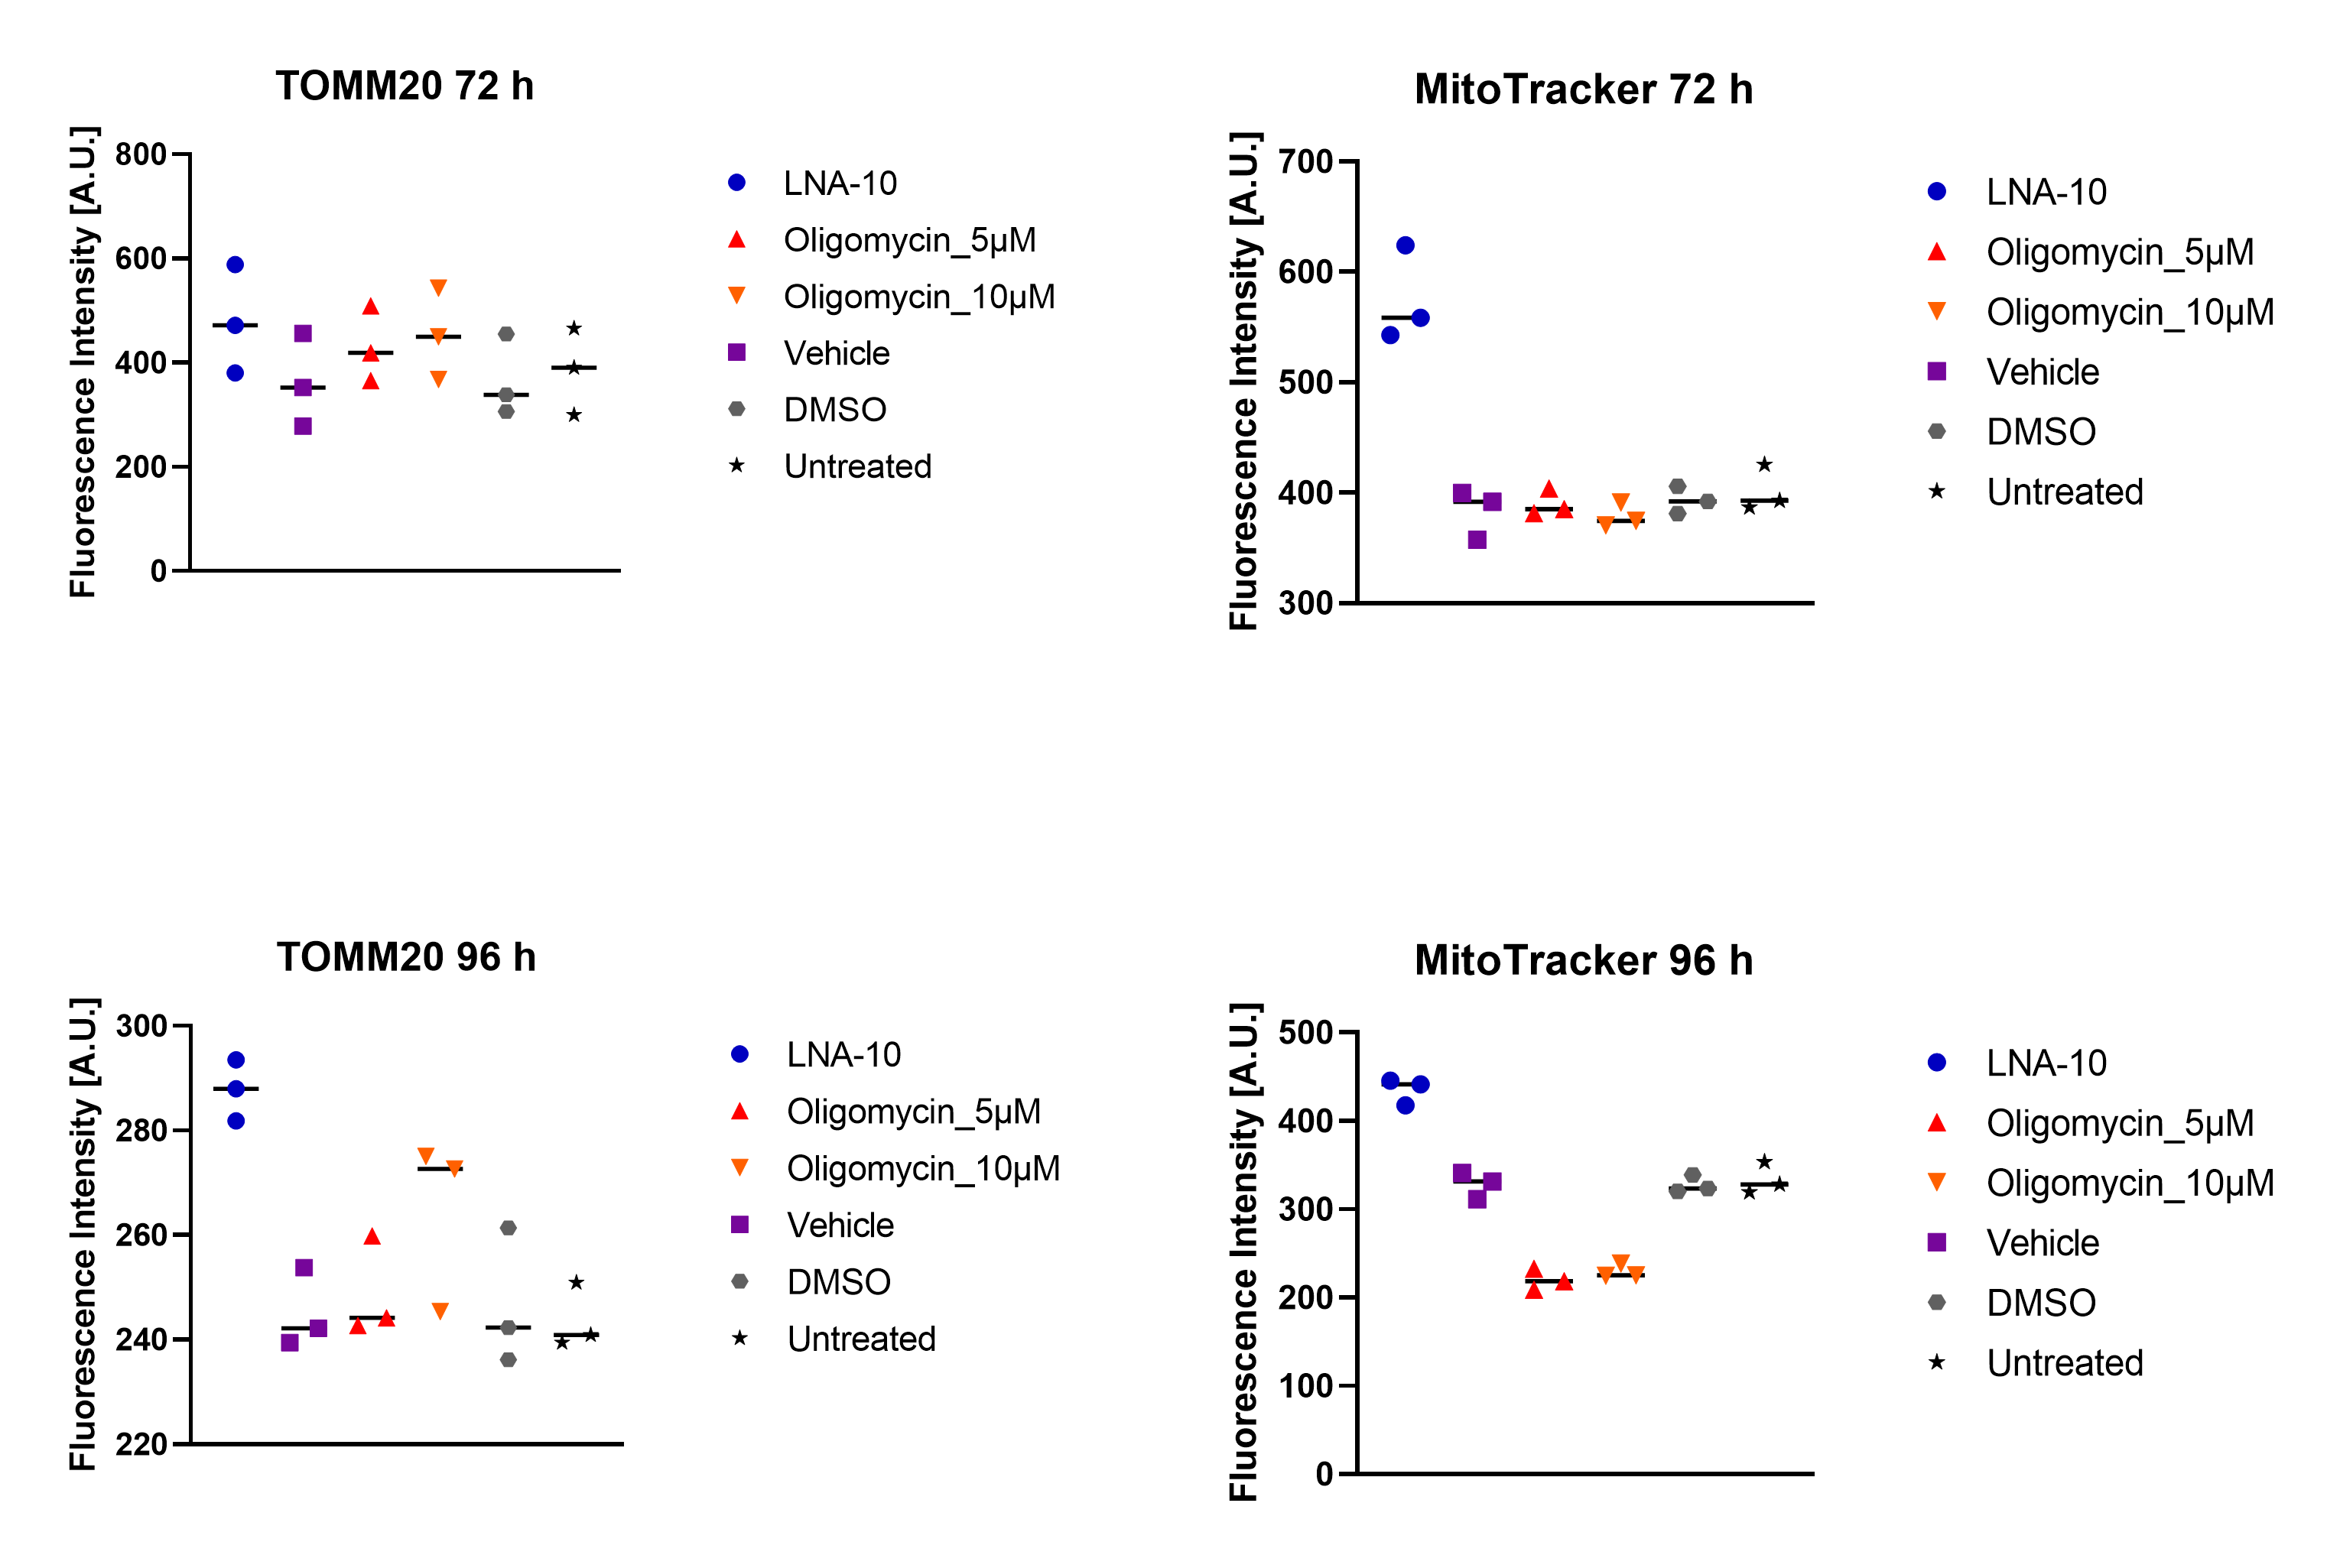 TOMM20 72 h
Fluorescence Intensity [A.U.]
800
600
400
200
0
LNA-10
Oligomycin_5µM
Oligomycin_10µM
Vehicle
DMSO
Untreated
MitoTracker 72 h
Fluorescence Intensity [A.U.]
700
600
500
400
300
LNA-10
Oligomycin_5µM
Oligomycin_10µM
Vehicle
DMSO
Untreated
TOMM20 96 h
Fluorescence Intensity [A.U.]
300
280
260
240
220
LNA-10
Oligomycin_5µM
Oligomycin_10µM
Vehicle
DMSO
Untreated
MitoTracker 96 h
Fluorescence Intensity [A.U.]
500
400
300
200
100
0
LNA-10
Oligomycin_5µM
Oligomycin_10µM
Vehicle
DMSO
Untreated